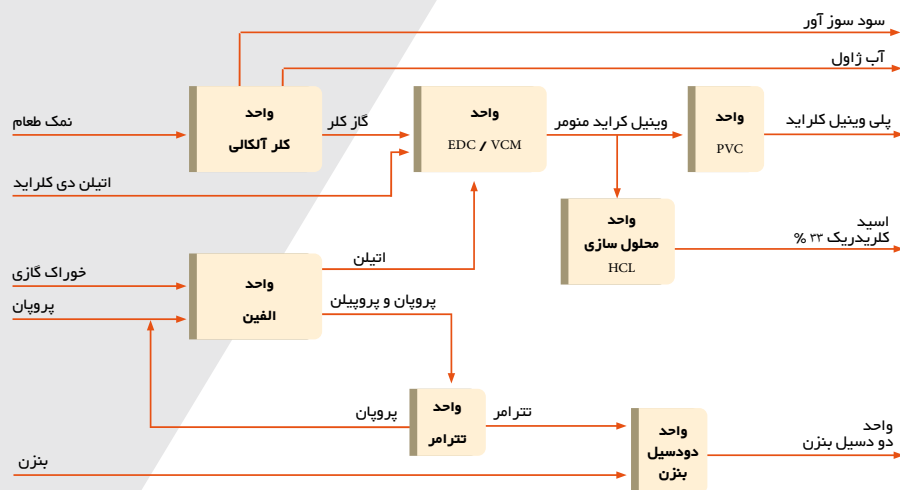 سود سوز آور
آب ژاول
نمک طعام
واحد
کلر آلکالی
گاز کلر
واحد
EDC / VCM
وینیل کراید منومر
واحد
PVC
پلی وینیل کلراید
اتیلن دی کلراید
واحد
محلول سازی
HCL
اسید
کلریدریک ۳۳ %
خوراک گازی
پروپان
واحد
الفین
اتیلن
پروپان و پروپیلن
واحد
تترامر
پروپان
تترامر
بنزن
واحد
دودسیل
بنزن
واحد
دو دسیل بنزن